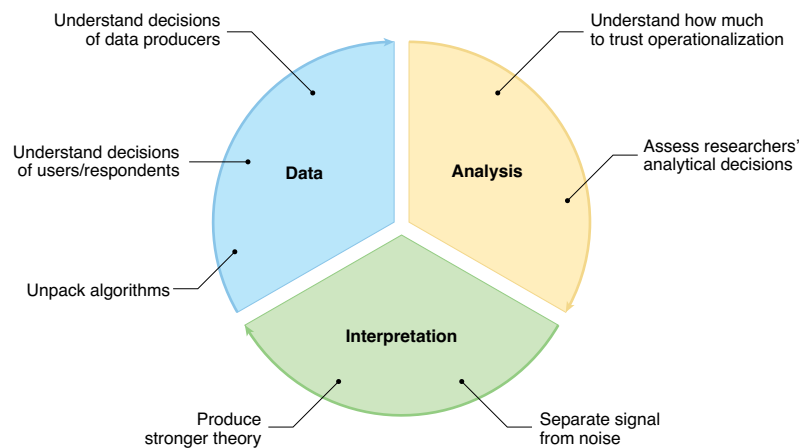 Understand decisions
of data producers
Understand how much
to trust operationalization
Understand decisions
of users/respondents
Data
Analysis
Assess researchers’
analytical decisions
Unpack algorithms
Interpretation
Produce
stronger theory
Separate signal
from noise